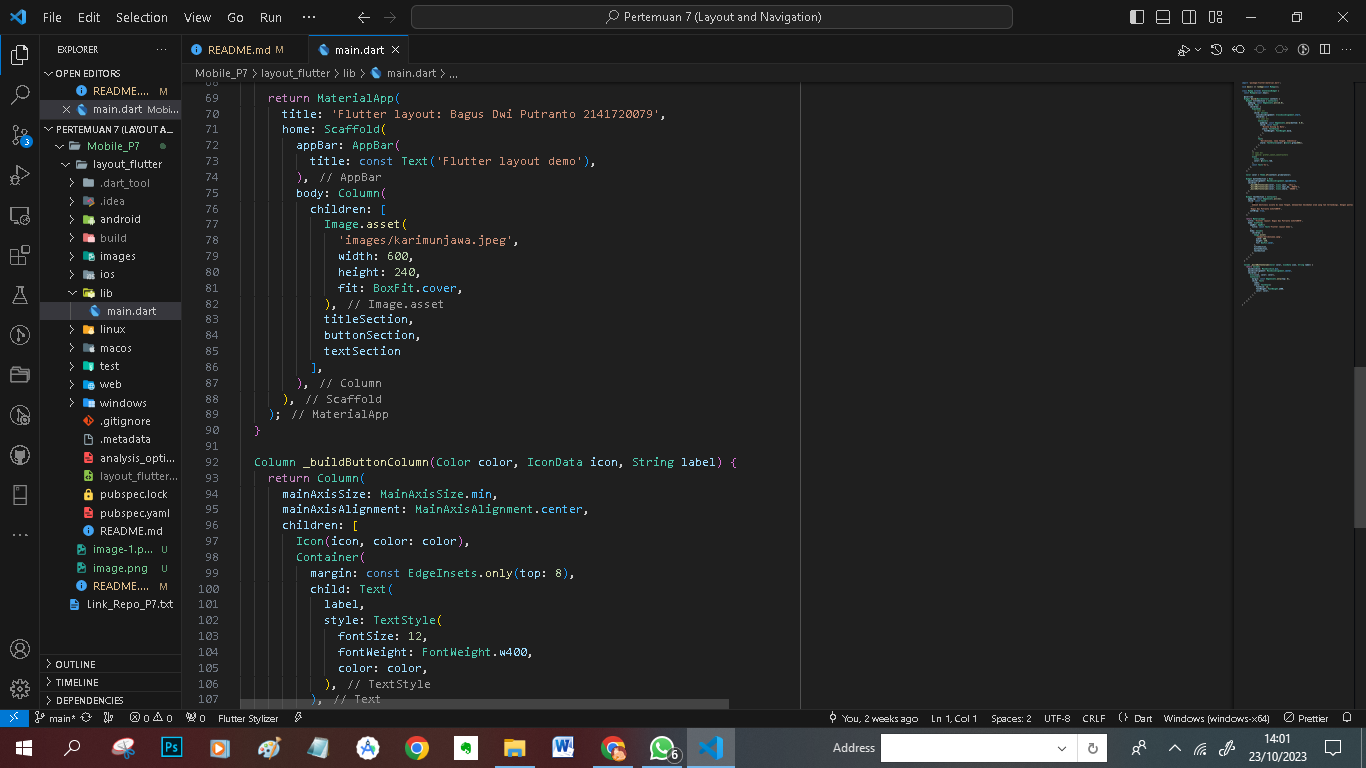 File Edit Selection View Go Run ···
Pertemuan 7 (Layout and Navigation)
EXPLORER ···
README.md M
main.dart
OPEN EDITORS
README.... M
main.dart Mobi...
PERTEMUAN 7 (LAYOUT A...
Mobile_P7
layout_flutter
.dart_tool
.idea
android
build
images
ios
lib
main.dart
linux
macos
test
web
windows
.gitignore
.metadata
analysis_opti...
layout_flutter...
pubspec.lock
pubspec.yaml
README.md
image-1.p... U
image.png U
README.... M
Link_Repo_P7.txt
OUTLINE
TIMELINE
DEPENDENCIES
3
Mobile_P7 > layout_flutter > lib > main.dart > ...
68
69 return MaterialApp(
70 title: 'Flutter layout: Bagus Dwi Putranto 2141720079',
71 home: Scaffold(
72 appBar: AppBar(
73 title: const Text('Flutter layout demo'),
74 ), // AppBar
75 body: Column(
76 children: [
77 Image.asset(
78 'images/karimunjawa.jpeg',
79 width: 600,
80 height: 240,
81 fit: BoxFit.cover,
82 ), // Image.asset
83 titleSection,
84 buttonSection,
85 textSection
86 ],
87 ), // Column
88 ), // Scaffold
89 ); // MaterialApp
90 }
91
92 Column _buildButtonColumn(Color color, IconData icon, String label) {
93 return Column(
94 mainAxisSize: MainAxisSize.min,
95 mainAxisAlignment: MainAxisAlignment.center,
96 children: [
97 Icon(icon, color: color),
98 Container(
99 margin: const EdgeInsets.only(top: 8),
100 child: Text(
101 label,
102 style: TextStyle(
103 fontSize: 12,
104 fontWeight: FontWeight.w400,
105 color: color,
106 ), // TextStyle
107 ), // Text
main* 0 0 0 Flutter Stylizer You, 2 weeks ago Ln 1, Col 1 Spaces: 2 UTF-8 CRLF Dart Windows (windows-x64) Prettier
Ps W 6 Address 14:01
23/10/2023